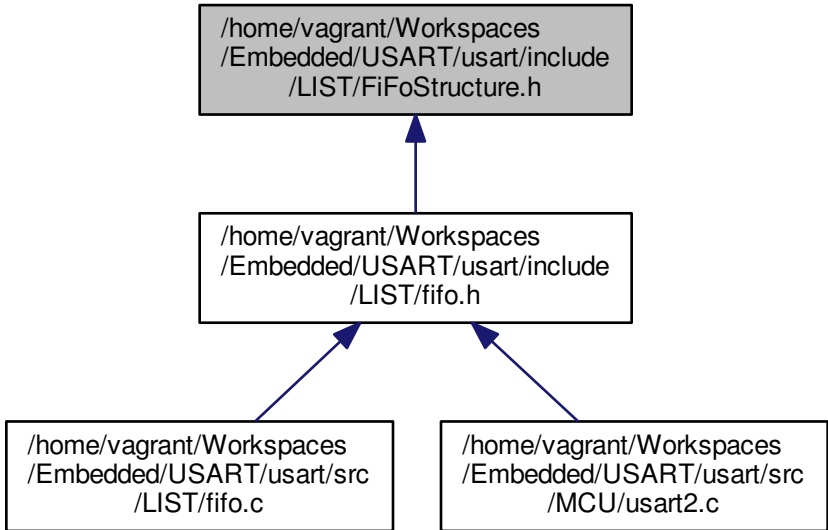 /home/vagrant/Workspaces
/Embedded/USART/usart/include
/LIST/FiFoStructure.h
/home/vagrant/Workspaces
/Embedded/USART/usart/include
/LIST/fifo.h
/home/vagrant/Workspaces
/Embedded/USART/usart/src
/LIST/fifo.c
/home/vagrant/Workspaces
/Embedded/USART/usart/src
/MCU/usart2.c